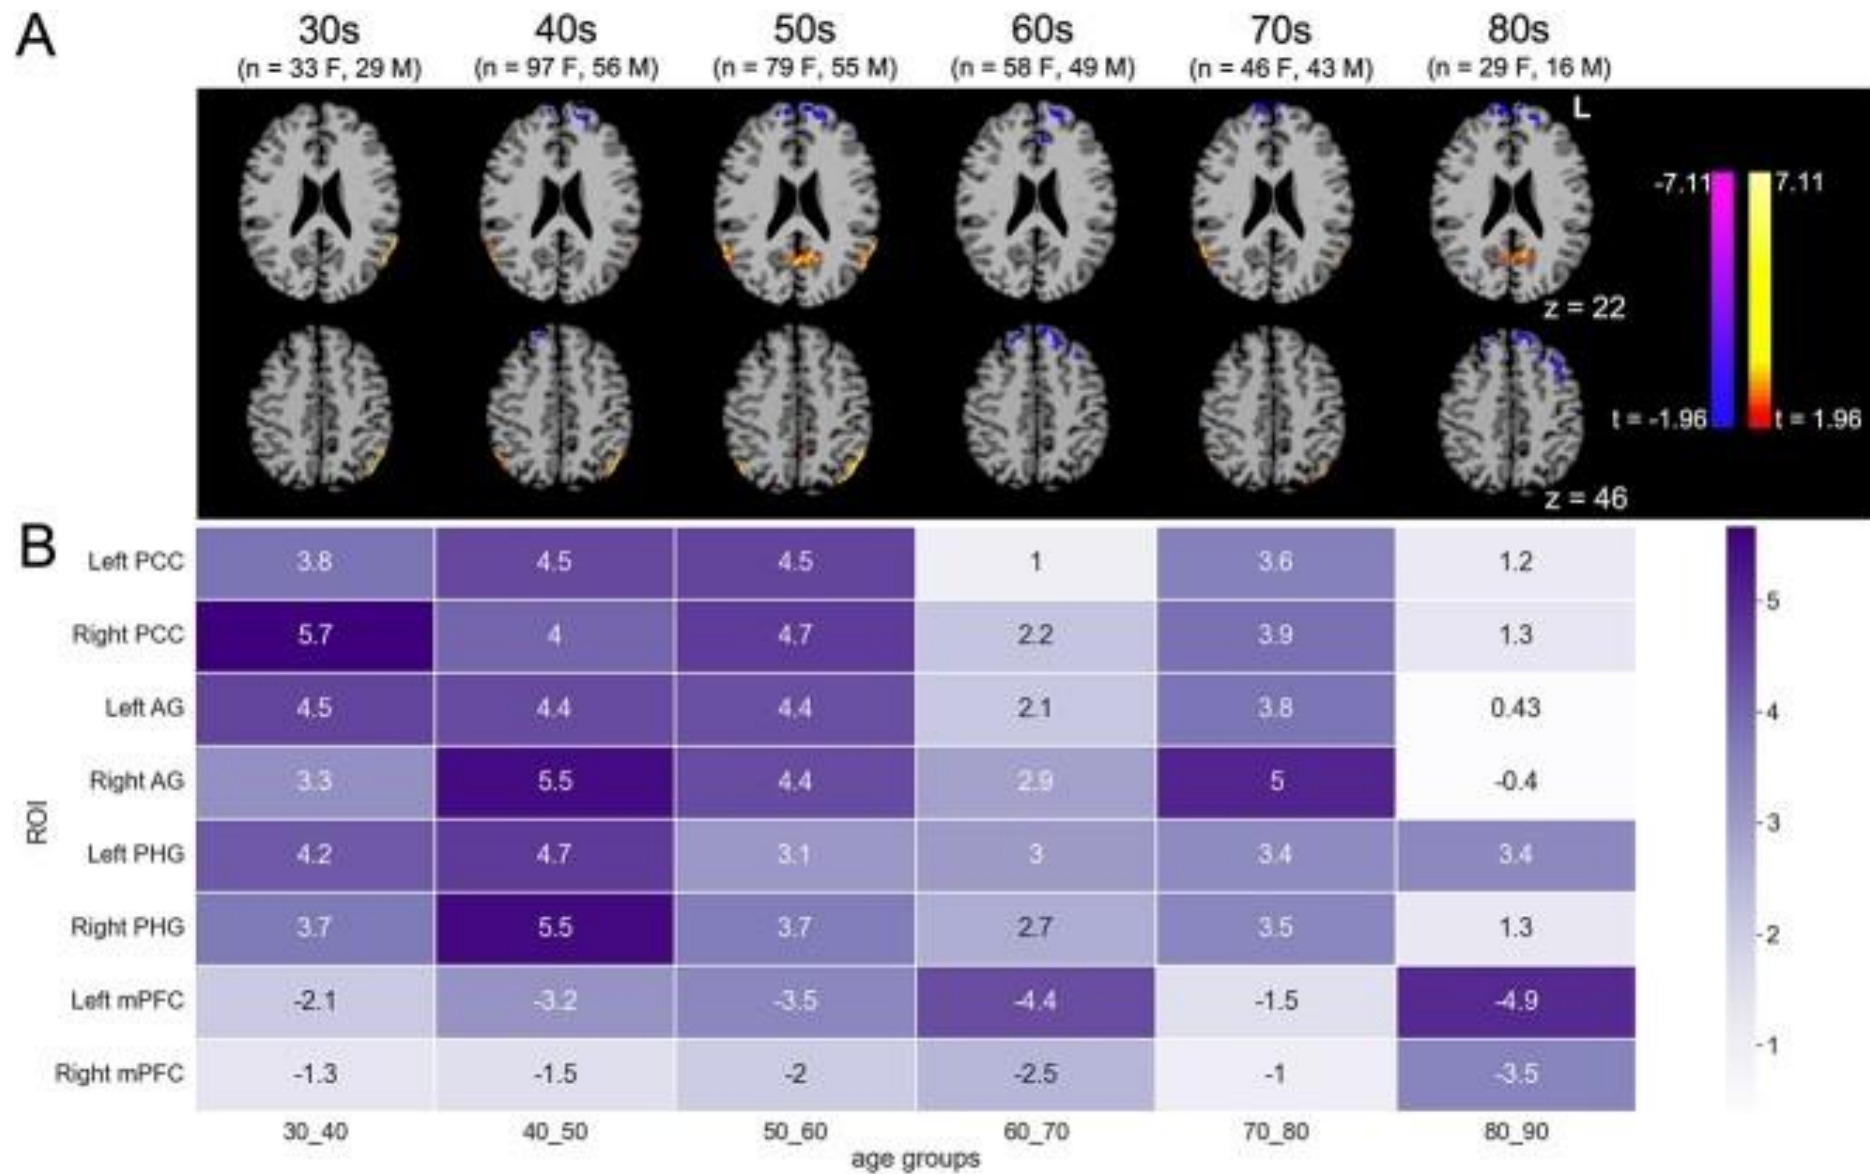 A
30s 40s 50s 60s 70s 80s
(n = 33 F, 29 M) (n = 97 F, 56 M) (n = 79 F, 55 M) (n = 58 F, 49 M) (n = 46 F, 43 M) (n = 29 F, 16 M)
L
-7.11 7.11
z = 22
t = -1.96 t = 1.96
z = 46
B
Left PCC 3.8 4.5 4.5 1 3.6 1.2
Right PCC 5.7 4 4.7 2.2 3.9 1.3
Left AG 4.5 4.4 4.4 2.1 3.8 0.43
Right AG 3.3 5.5 4.4 2.9 5 -0.4
Left PHG 4.2 4.7 3.1 3 3.4 3.4
Right PHG 3.7 5.5 3.7 2.7 3.5 1.3
Left mPFC -2.1 -3.2 -3.5 -4.4 -1.5 -4.9
Right mPFC -1.3 -1.5 -2 -2.5 -1 -3.5
ROI
30_40 40_50 50_60 60_70 70_80 80_90
age groups
5
4
3
2
1